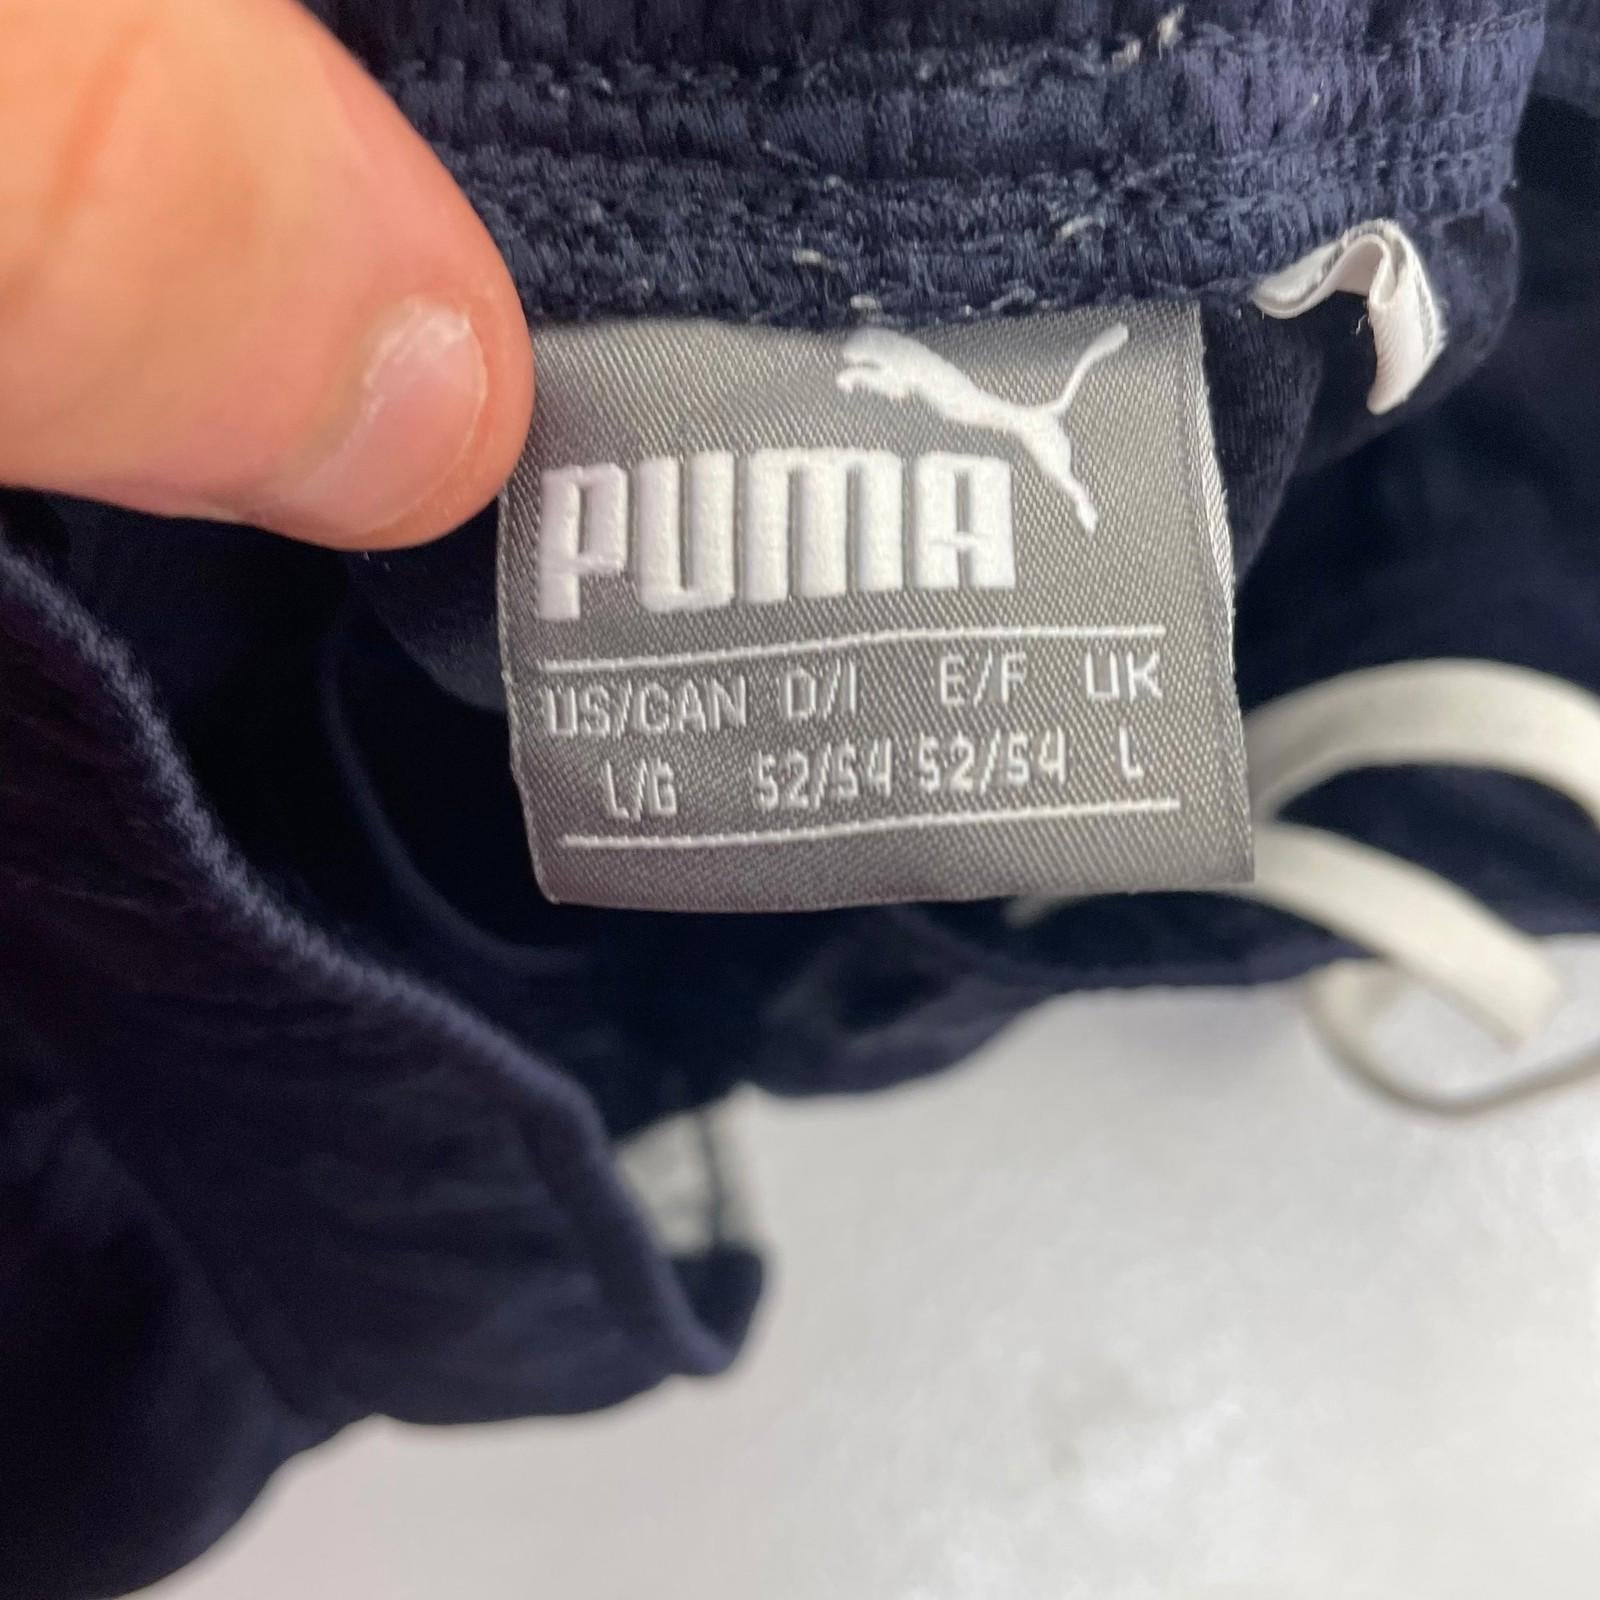 PUMA
US/CAN D/I E/F UK
L/G 52/54 52/54 L